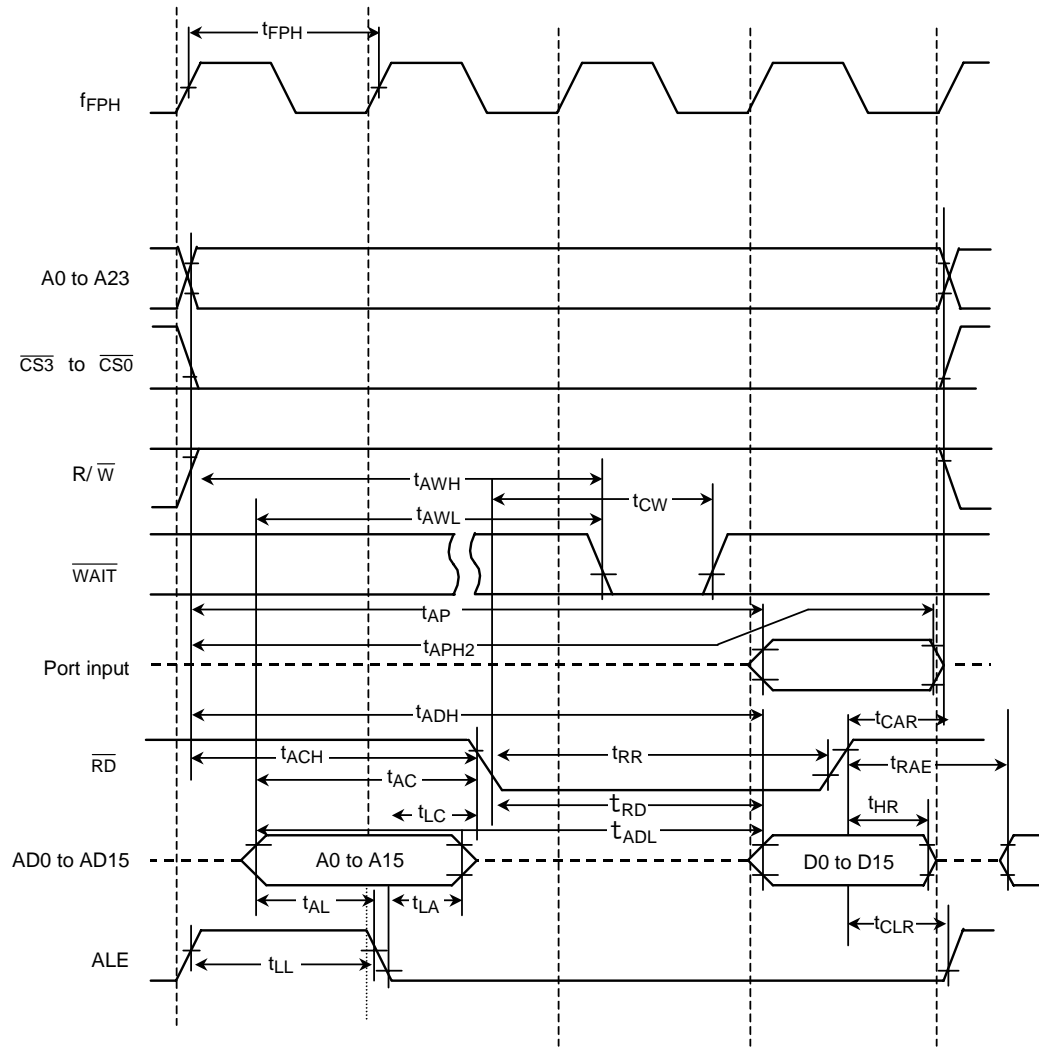 tFPH
fFPH
A0 to A23
CS3 to CS0
R/ W
tAWH
tCW
tAWL
WAIT
tAP
tAPH2
Port input
tADH
tCAR
RD
tACH
tRR
tAC
tRAE
tLC
tRD
tHR
tADL
AD0 to AD15
A0 to A15
D0 to D15
tAL
tLA
tCLR
ALE
tLL